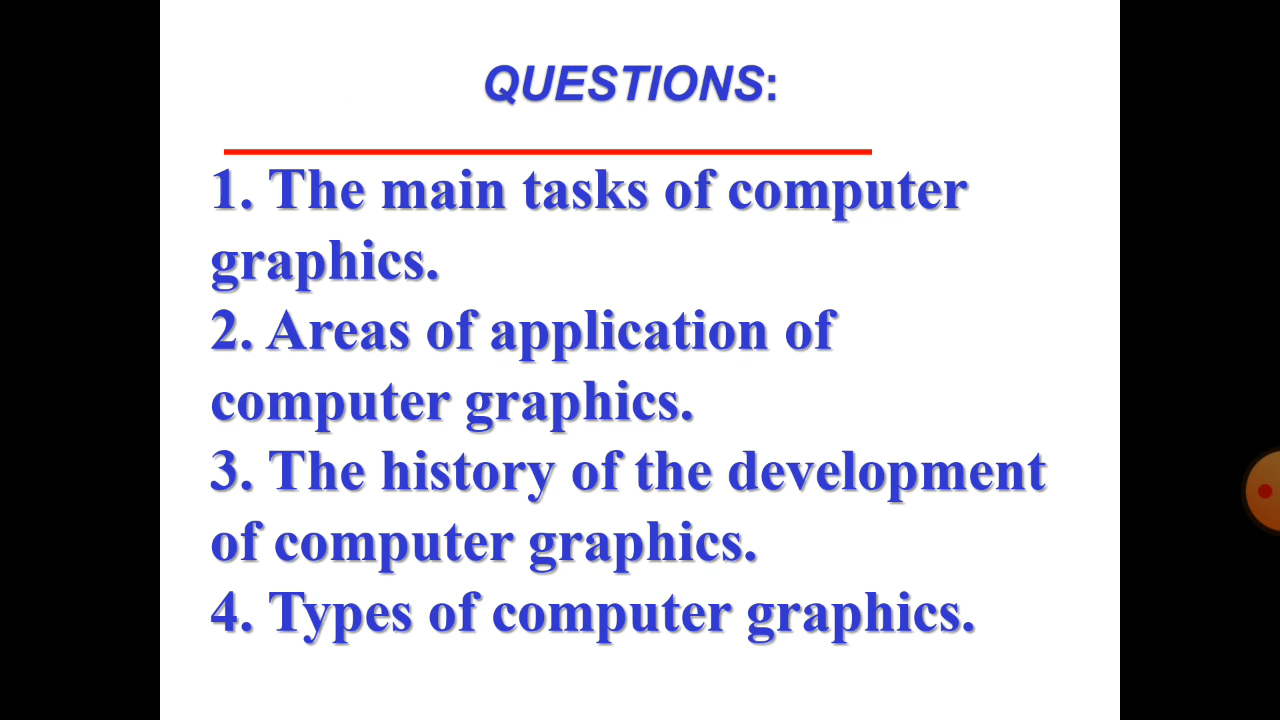 QUESTIONS:
1. The main tasks of computer
graphics.
2. Areas of application of
computer graphics.
3. The history of the development
of computer graphics.
4. Types of computer graphics.